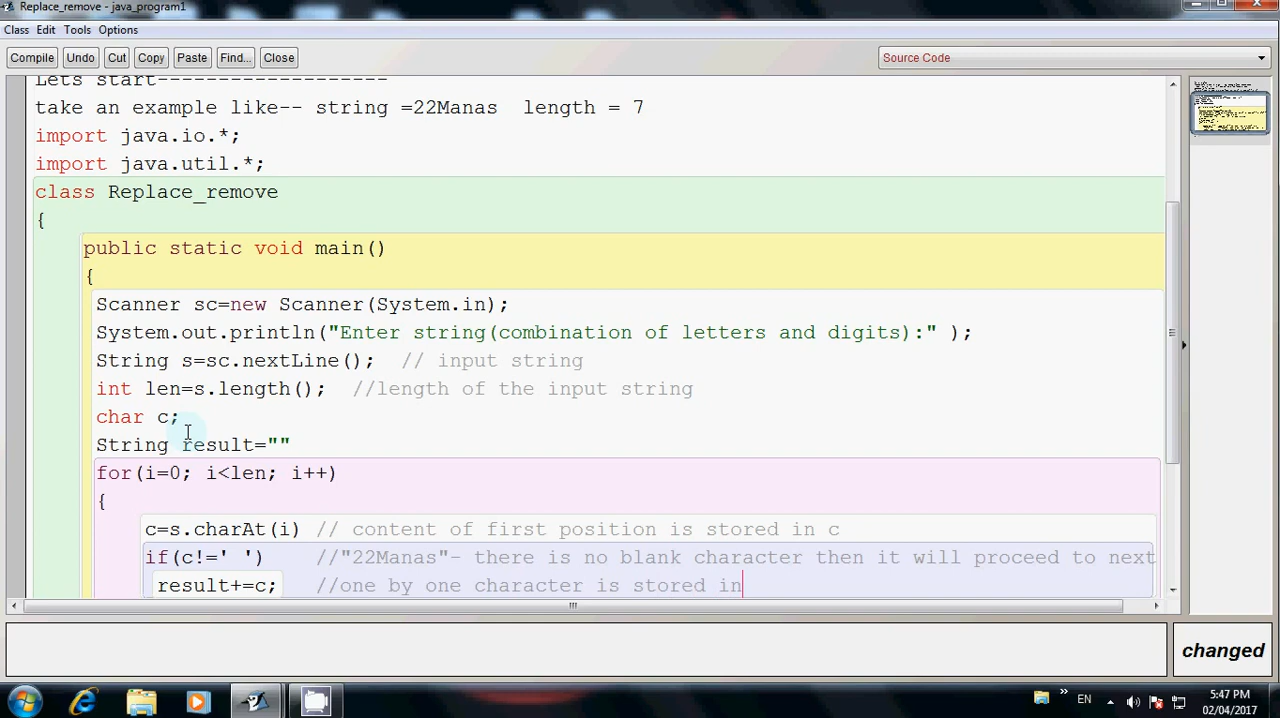 Replace_remove - java_program1
Class Edit Tools Options
Compile Undo Cut Copy Paste Find... Close Source Code
Lets start-------------------
take an example like-- string =22Manas length = 7
import java.io.*;
import java.util.*;
class Replace_remove
{
public static void main()
{
Scanner sc=new Scanner(System.in);
System.out.println("Enter string(combination of letters and digits):" );
String s=sc.nextLine(); // input string
int len=s.length(); //length of the input string
char c;
String result=""
for(i=0; i<len; i++)
{
c=s.charAt(i) // content of first position is stored in c
if(c!=' ') //"22Manas"- there is no blank character then it will proceed to next
result+=c; //one by one character is stored in
changed
EN
5:47 PM
02/04/2017